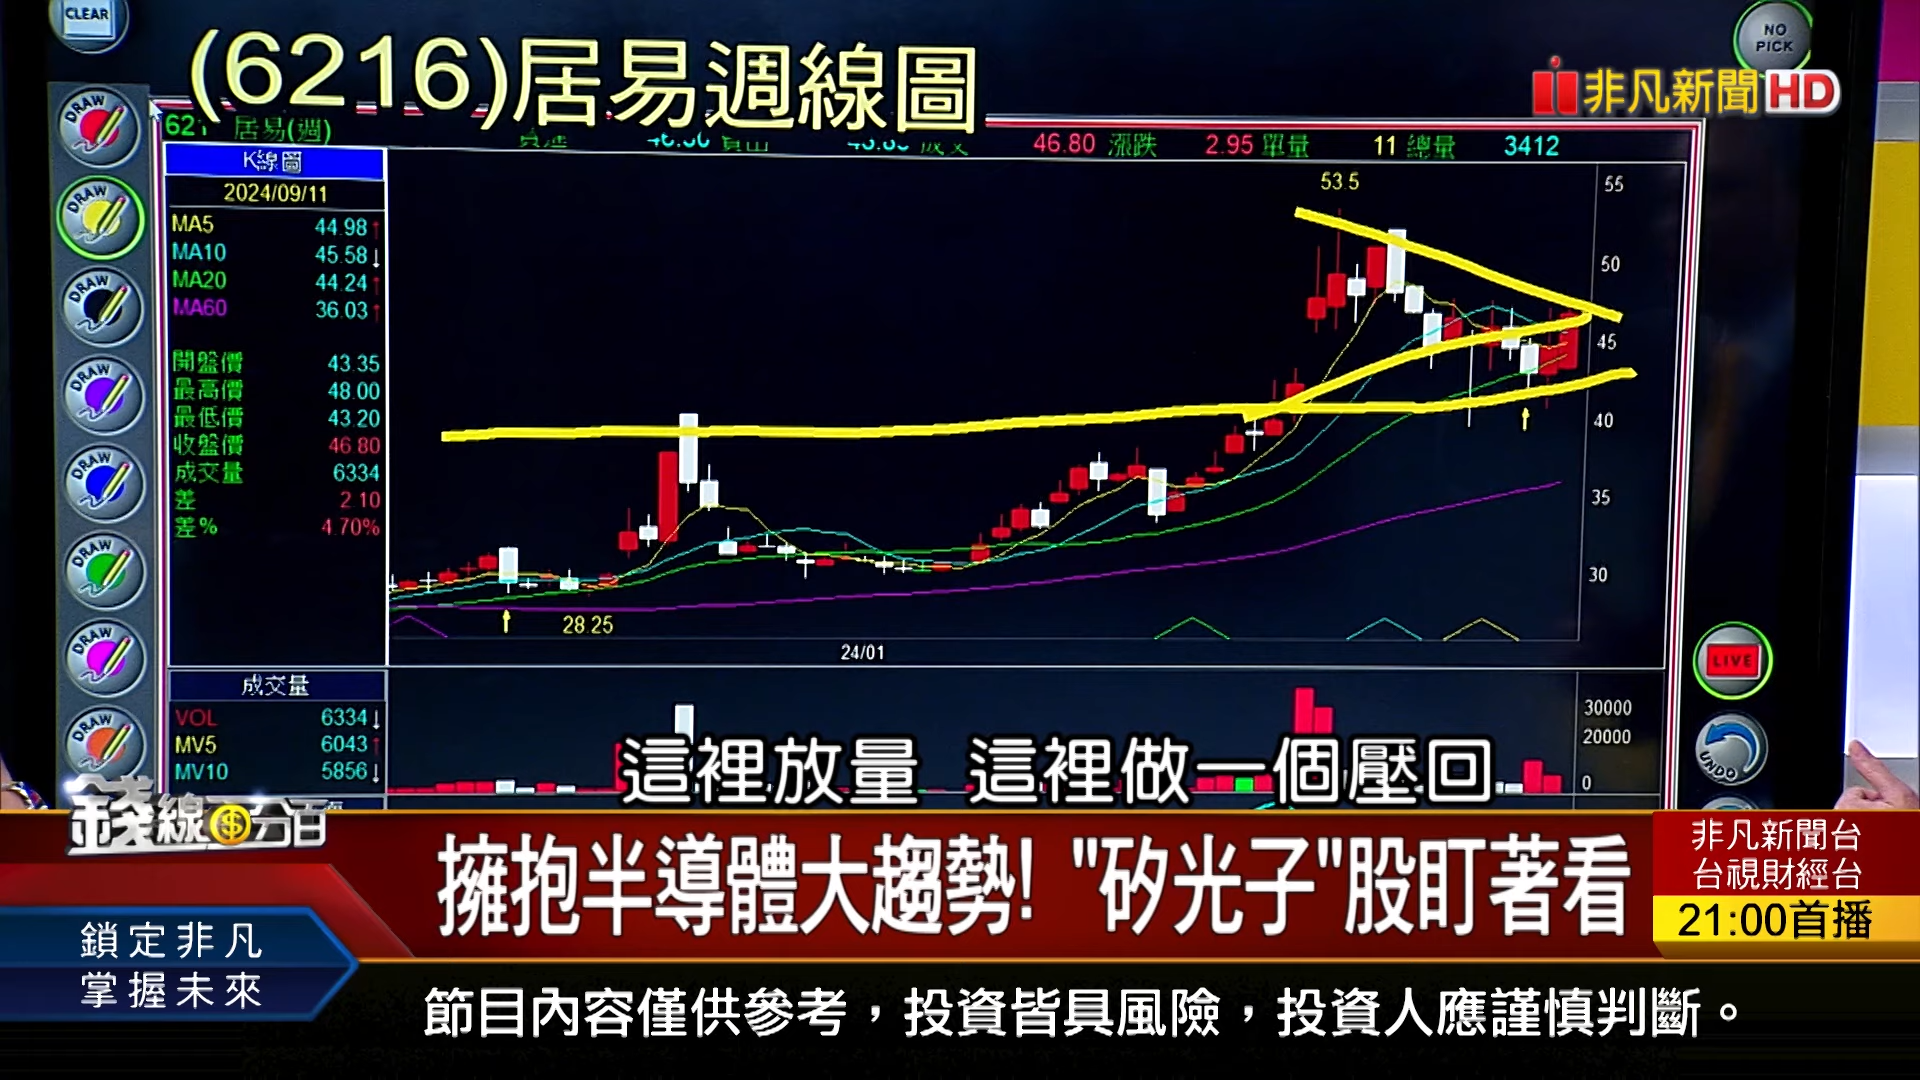 CLEAR
(6216)居易週線圖
NO PICK
非凡新聞HD
居易(週)
46.80 漲跌 2.95 單量 11 總量 3412
K線圖
2024/09/11
MA5 44.98↑
MA10 45.58↓
MA20 44.24↑
MA60 36.03↑
開盤價 43.35
最高價 48.00
最低價 43.20
收盤價 46.80
成交量 6334
差 2.10
差% 4.70%
53.5
55
50
45
40
35
30
28.25
24/01
成交量
VOL 6334↓
MV5 6043↑
MV10 5856↓
30000
20000
0
DRAW
DRAW
DRAW
DRAW
DRAW
DRAW
DRAW
DRAW
LIVE
UNDO
這裡放量 這裡做一個壓回
錢線百分百
擁抱半導體大趨勢! "矽光子"股盯著看
非凡新聞台
台視財經台
21:00首播
鎖定非凡
掌握未來
節目內容僅供參考，投資皆具風險，投資人應謹慎判斷。